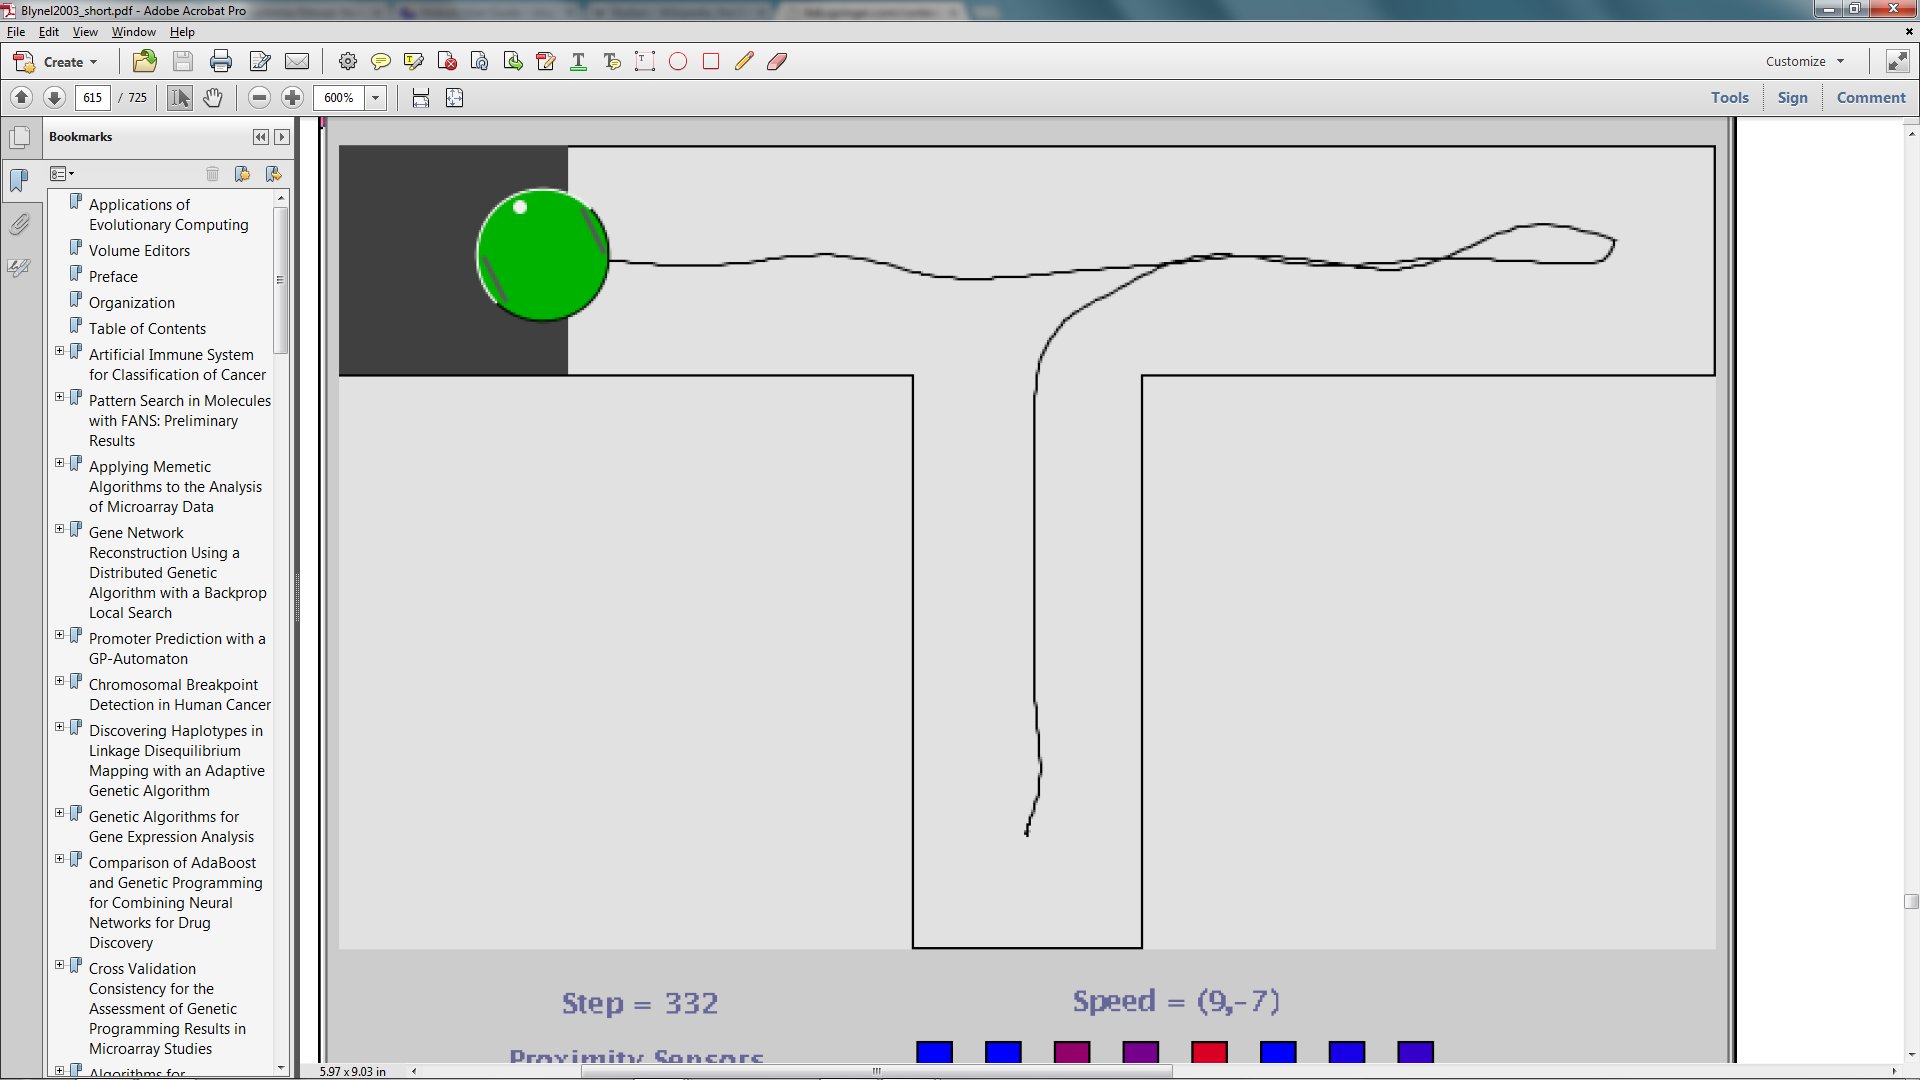 Blynel2003_short.pdf - Adobe Acrobat Pro
File Edit View Window Help
Create
Customize
615 / 725
600%
Tools Sign Comment
Bookmarks
Applications of
Evolutionary Computing
Volume Editors
Preface
Organization
Table of Contents
Artificial Immune System
for Classification of Cancer
Pattern Search in Molecules
with FANS: Preliminary
Results
Applying Memetic
Algorithms to the Analysis
of Microarray Data
Gene Network
Reconstruction Using a
Distributed Genetic
Algorithm with a Backprop
Local Search
Promoter Prediction with a
GP-Automaton
Chromosomal Breakpoint
Detection in Human Cancer
Discovering Haplotypes in
Linkage Disequilibrium
Mapping with an Adaptive
Genetic Algorithm
Genetic Algorithms for
Gene Expression Analysis
Comparison of AdaBoost
and Genetic Programming
for Combining Neural
Networks for Drug
Discovery
Cross Validation
Consistency for the
Assessment of Genetic
Programming Results in
Microarray Studies
Algorithms for
Step = 332
Speed = (9,-7)
Proximity Sensors
5.97 x 9.03 in